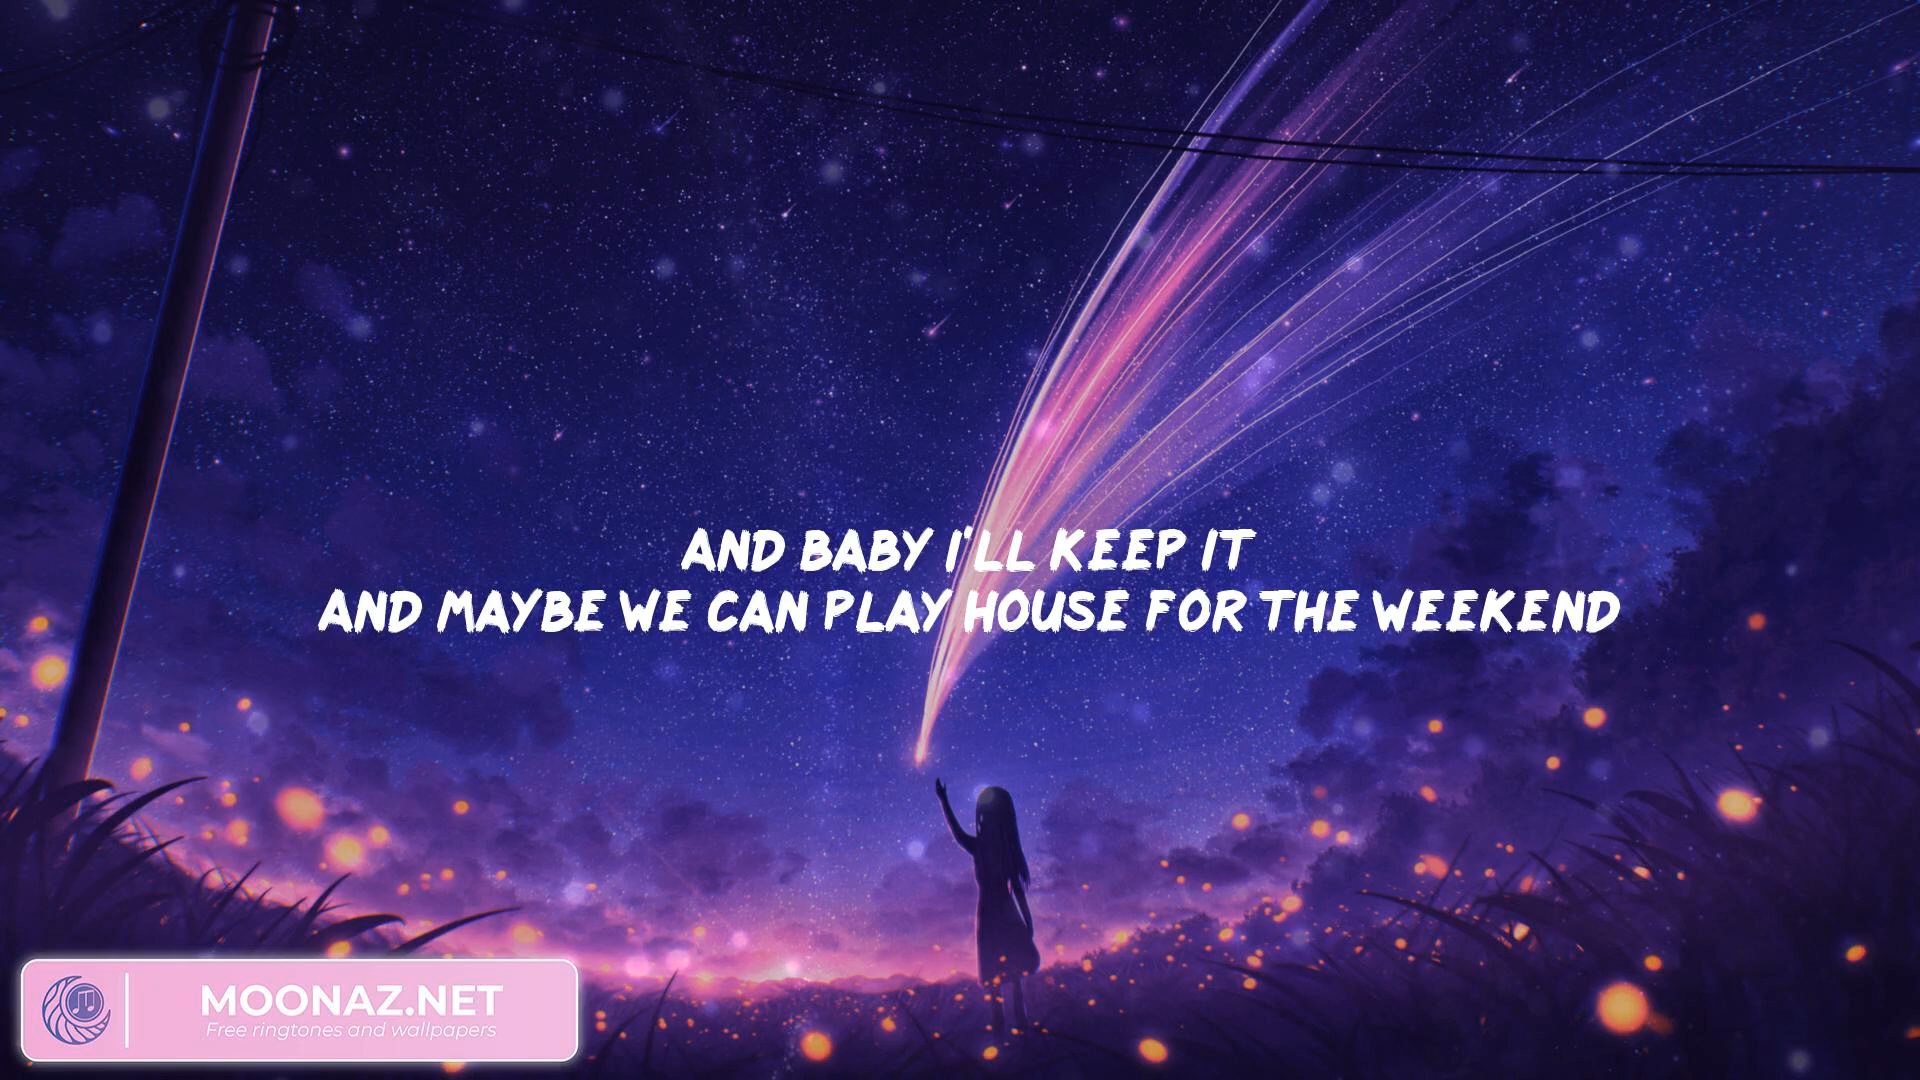 AND BABY I'LL KEEP IT
AND MAYBE WE CAN PLAY HOUSE FOR THE WEEKEND
MOONAZ.NET
Free ringtones and wallpapers